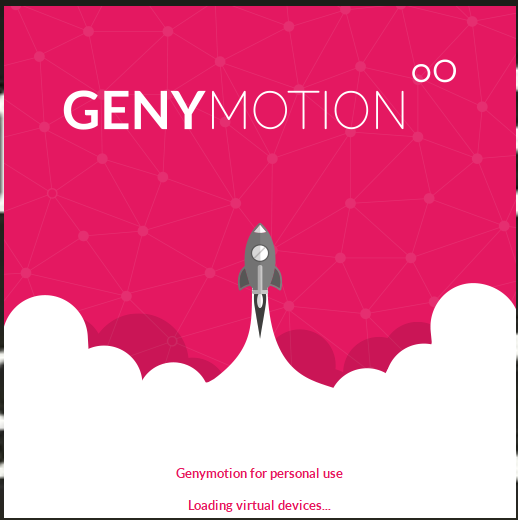 GENYMOTION
Genymotion for personal use
Loading virtual devices...